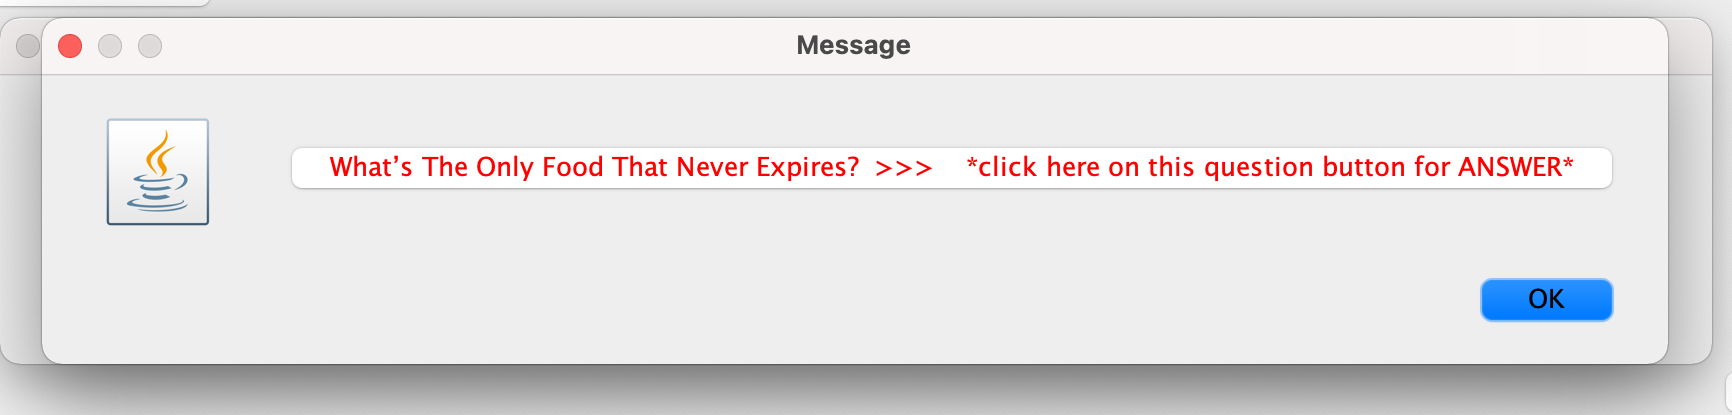 Message
What’s The Only Food That Never Expires? >>> *click here on this question button for ANSWER*
OK